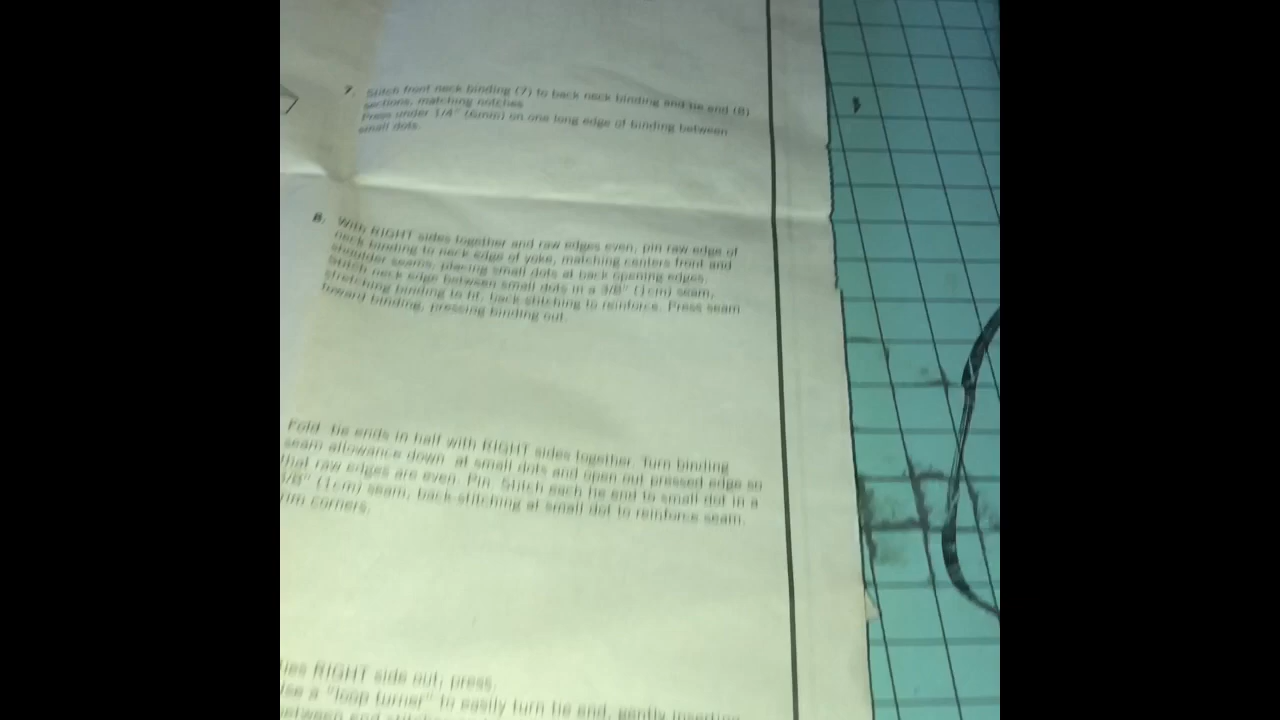 7. Stitch front neck binding (7) to back neck binding and tie end (8)
sections, matching notches.
Press under 1/4" (6mm) on one long edge of binding between
small dots.
8. With RIGHT sides together and raw edges even, pin raw edge of
neck binding to neck edge of yoke, matching centers front and
shoulder seams, placing small dots at back opening edges.
Stitch neck edge between small dots in a 3/8" (1cm) seam,
stretching binding to fit, back-stitching to reinforce. Press seam
toward binding, pressing binding out.
Fold tie ends in half with RIGHT sides together. Turn binding
seam allowance down at small dots and open out pressed edge so
that raw edges are even. Pin. Stitch each tie end to small dot in a
3/8" (1cm) seam, back-stitching at small dot to reinforce seam.
corners.
RIGHT side out, press.
a "loop turner" to easily turn tie end, gently inserting